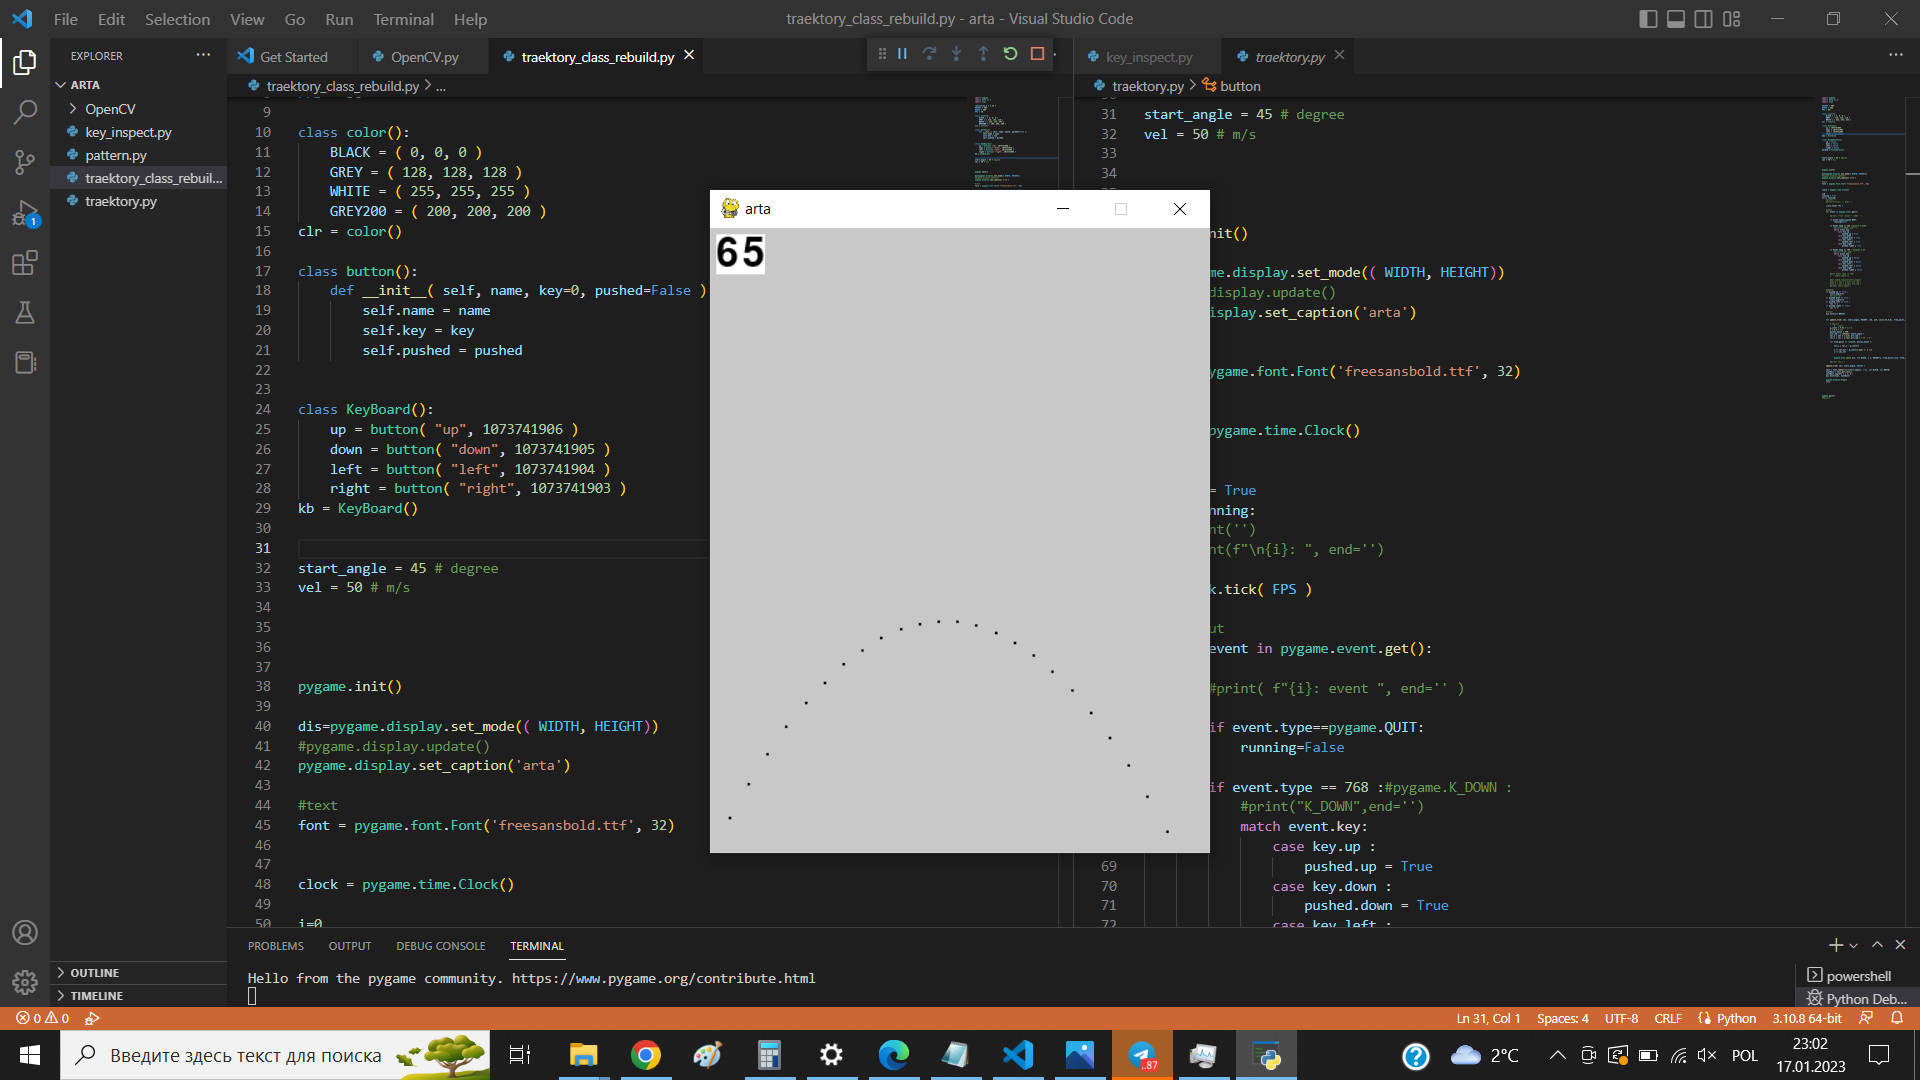 File Edit Selection View Go Run Terminal Help
traektory_class_rebuild.py - arta - Visual Studio Code
EXPLORER
ARTA
OpenCV
key_inspect.py
pattern.py
traektory_class_rebuil...
traektory.py
OUTLINE
TIMELINE
1
Get Started
OpenCV.py
traektory_class_rebuild.py
traektory_class_rebuild.py > ...
9
10 class color():
11 BLACK = ( 0, 0, 0 )
12 GREY = ( 128, 128, 128 )
13 WHITE = ( 255, 255, 255 )
14 GREY200 = ( 200, 200, 200 )
15 clr = color()
16
17 class button():
18 def __init__( self, name, key=0, pushed=False )
19 self.name = name
20 self.key = key
21 self.pushed = pushed
22
23
24 class KeyBoard():
25 up = button( "up", 1073741906 )
26 down = button( "down", 1073741905 )
27 left = button( "left", 1073741904 )
28 right = button( "right", 1073741903 )
29 kb = KeyBoard()
30
31
32 start_angle = 45 # degree
33 vel = 50 # m/s
34
35
36
37
38 pygame.init()
39
40 dis=pygame.display.set_mode(( WIDTH, HEIGHT))
41 #pygame.display.update()
42 pygame.display.set_caption('arta')
43
44 #text
45 font = pygame.font.Font('freesansbold.ttf', 32)
46
47
48 clock = pygame.time.Clock()
49
50 i=0
arta
65
key_inspect.py
traektory.py
traektory.py > button
31 start_angle = 45 # degree
32 vel = 50 # m/s
33
34
nit()
me.display.set_mode(( WIDTH, HEIGHT))
display.update()
isplay.set_caption('arta')
ygame.font.Font('freesansbold.ttf', 32)
pygame.time.Clock()
= True
nning:
nt('')
nt(f"\n{i}: ", end='')
k.tick( FPS )
ut
event in pygame.event.get():
#print( f"{i}: event ", end='' )
if event.type==pygame.QUIT:
running=False
if event.type == 768 :#pygame.K_DOWN :
#print("K_DOWN",end='')
match event.key:
case key.up :
69 pushed.up = True
70 case key.down :
71 pushed.down = True
72 case key.left :
PROBLEMS OUTPUT DEBUG CONSOLE TERMINAL
Hello from the pygame community. https://www.pygame.org/contribute.html
powershell
Python Deb...
0 0
Ln 31, Col 1 Spaces: 4 UTF-8 CRLF Python 3.10.8 64-bit
Введите здесь текст для поиска
..87
2°C
POL
23:02
17.01.2023